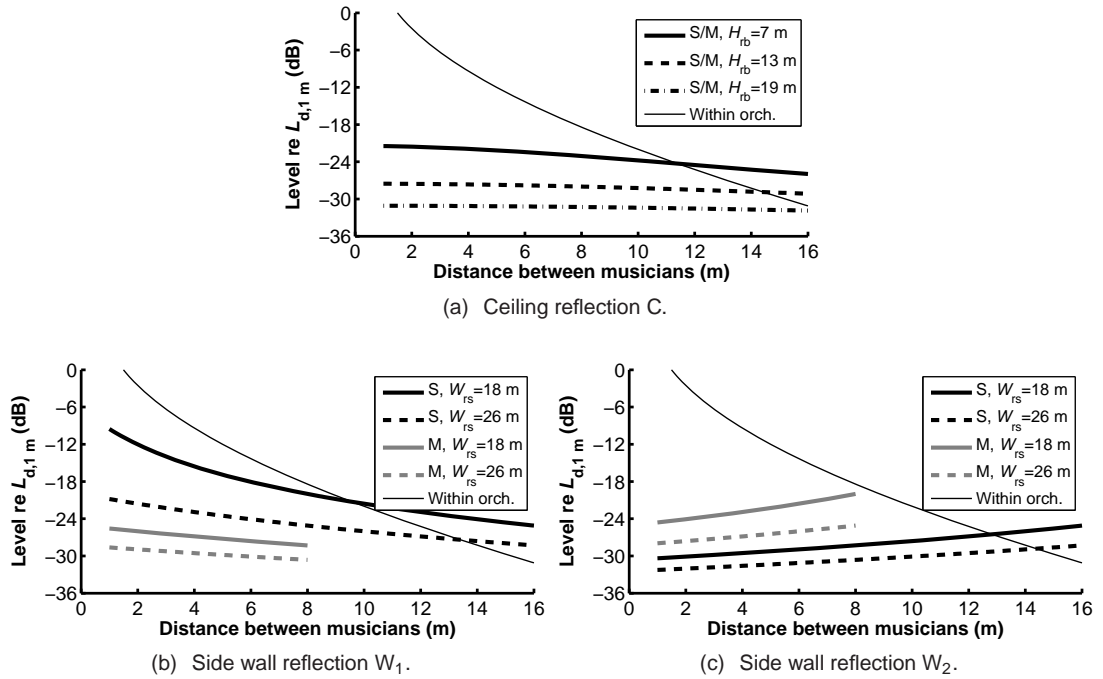 0
−6
−12
−18
−24
−30
−36
Level re L_d,1 m (dB)
S/M, H_rb=7 m
S/M, H_rb=13 m
S/M, H_rb=19 m
Within orch.
0 2 4 6 8 10 12 14 16
Distance between musicians (m)
(a) Ceiling reflection C.
0
−6
−12
−18
−24
−30
−36
Level re L_d,1 m (dB)
S, W_rs=18 m
S, W_rs=26 m
M, W_rs=18 m
M, W_rs=26 m
Within orch.
0 2 4 6 8 10 12 14 16
Distance between musicians (m)
(b) Side wall reflection W₁.
0
−6
−12
−18
−24
−30
−36
Level re L_d,1 m (dB)
S, W_rs=18 m
S, W_rs=26 m
M, W_rs=18 m
M, W_rs=26 m
Within orch.
0 2 4 6 8 10 12 14 16
Distance between musicians (m)
(c) Side wall reflection W₂.